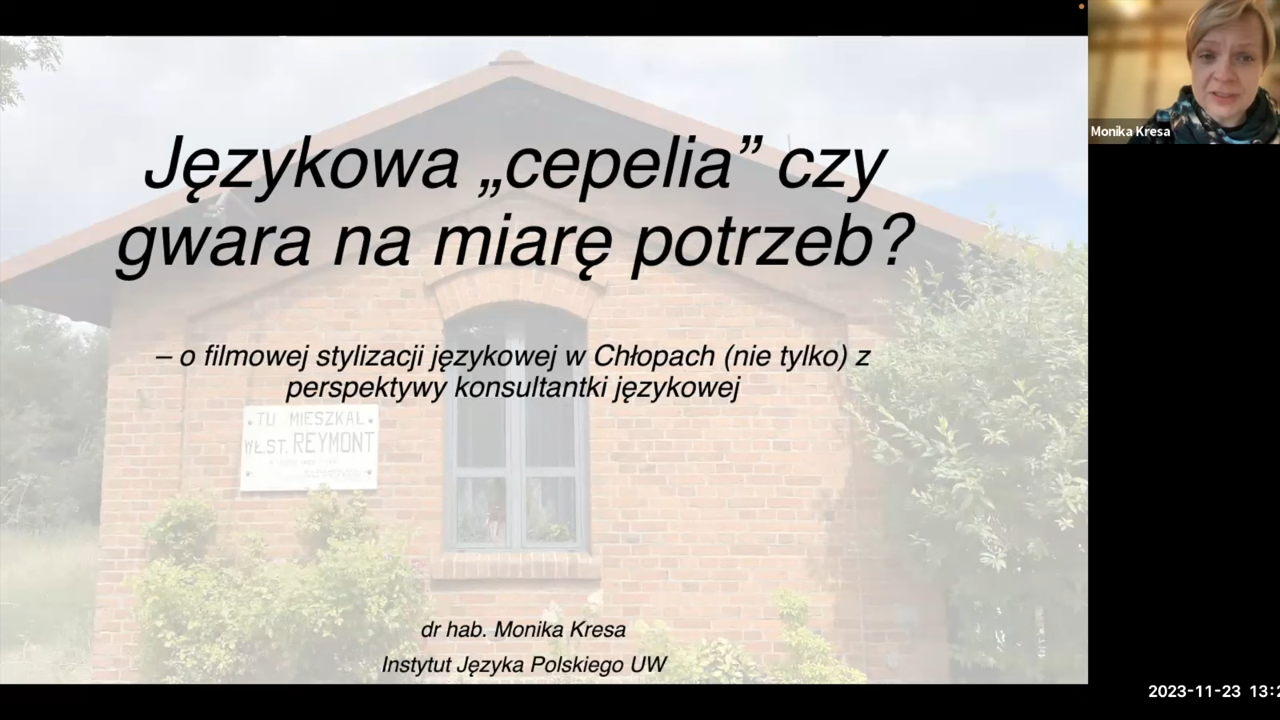 Językowa „cepelia” czy
gwara na miarę potrzeb?
– o filmowej stylizacji językowej w Chłopach (nie tylko) z
perspektywy konsultantki językowej
TU MIESZKAŁ
WŁ.ST. REYMONT
dr hab. Monika Kresa
Instytut Języka Polskiego UW
Monika Kresa
2023-11-23 13:2